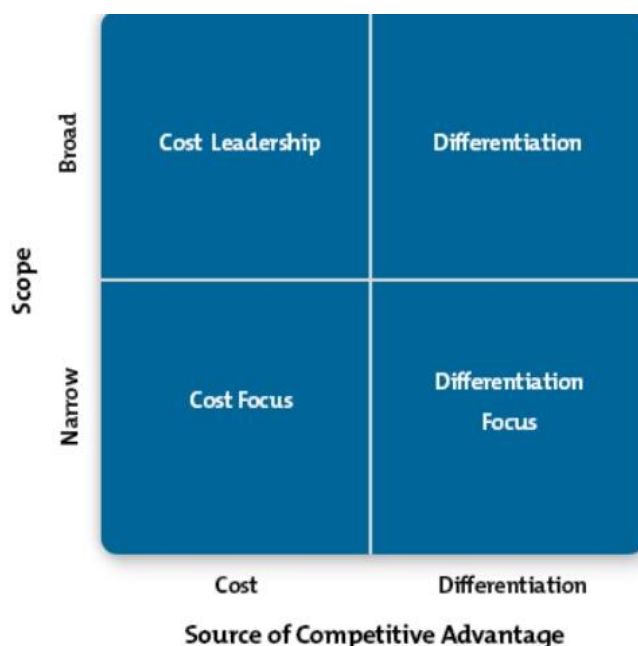 Scope
Broad
Cost Leadership
Differentiation
Narrow
Cost Focus
Differentiation
Focus
Cost
Differentiation
Source of Competitive Advantage